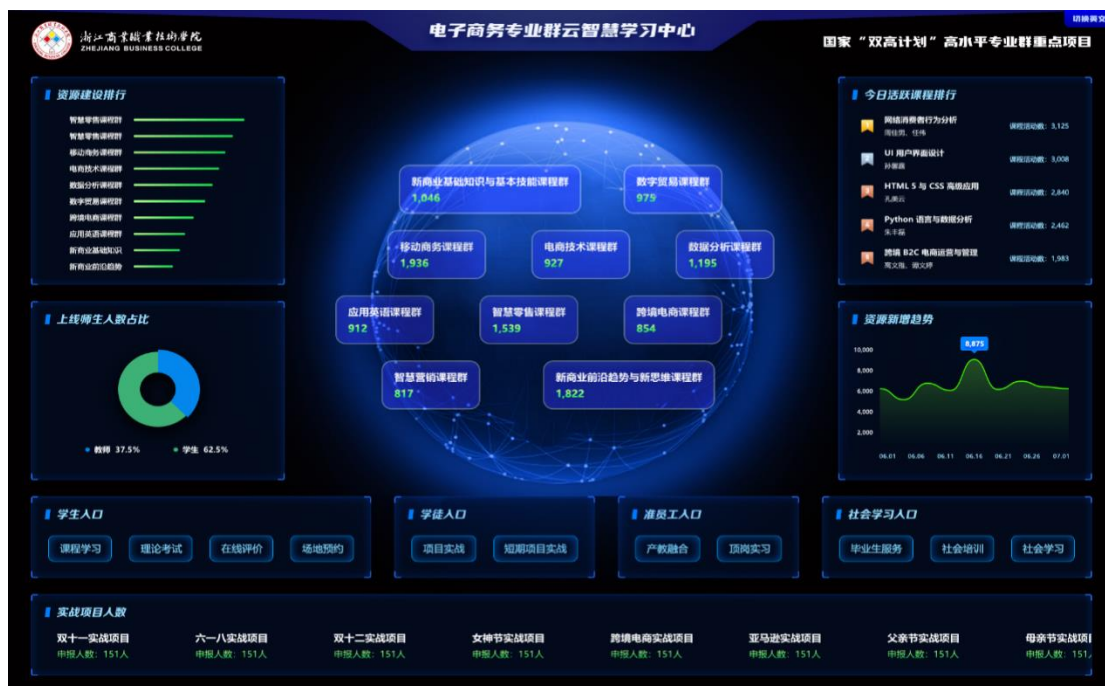 浙江商業職業技術學院
ZHEJIANG BUSINESS COLLEGE
电子商务专业群云智慧学习中心
切换英文
国家“双高计划”高水平专业群重点项目
资源建设排行
智慧零售课程群
智慧零售课程群
移动商务课程群
电商技术课程群
数据分析课程群
数字贸易课程群
跨境电商课程群
应用英语课程群
新商业基础知识
新商业前沿趋势
上线师生人数占比
教师 37.5%
学生 62.5%
新商业基础知识与基本技能课程群
1,046
数字贸易课程群
979
移动商务课程群
1,936
电商技术课程群
927
数据分析课程群
1,195
应用英语课程群
912
智慧零售课程群
1,539
跨境电商课程群
854
智慧营销课程群
817
新商业前沿趋势与新思维课程群
1,822
今日活跃课程排行
网络消费者行为分析
课程活动数：3,125
UI 用户界面设计
课程活动数：3,008
HTML 5 与 CSS 高级应用
课程活动数：2,840
Python 语言与数据分析
朱丰磊
课程活动数：2,462
跨境 B2C 电商运营与管理
课程活动数：1,983
资源新增趋势
8,875
10,000
8,000
6,000
4,000
2,000
06.01 06.06 06.11 06.16 06.21 06.26 07.01
学生入口
课程学习 理论考试 在线评价 场地预约
学徒入口
项目实战 短期项目实战
准员工入口
产教融合 顶岗实习
社会学习入口
毕业生服务 社会培训 社会学习
实战项目人数
双十一实战项目 六一八实战项目 双十二实战项目 女神节实战项目 跨境电商实战项目 亚马逊实战项目 父亲节实战项目 母亲节实战项目
申报人数：151人 申报人数：151人 申报人数：151人 申报人数：151人 申报人数：151人 申报人数：151人 申报人数：151人 申报人数：151